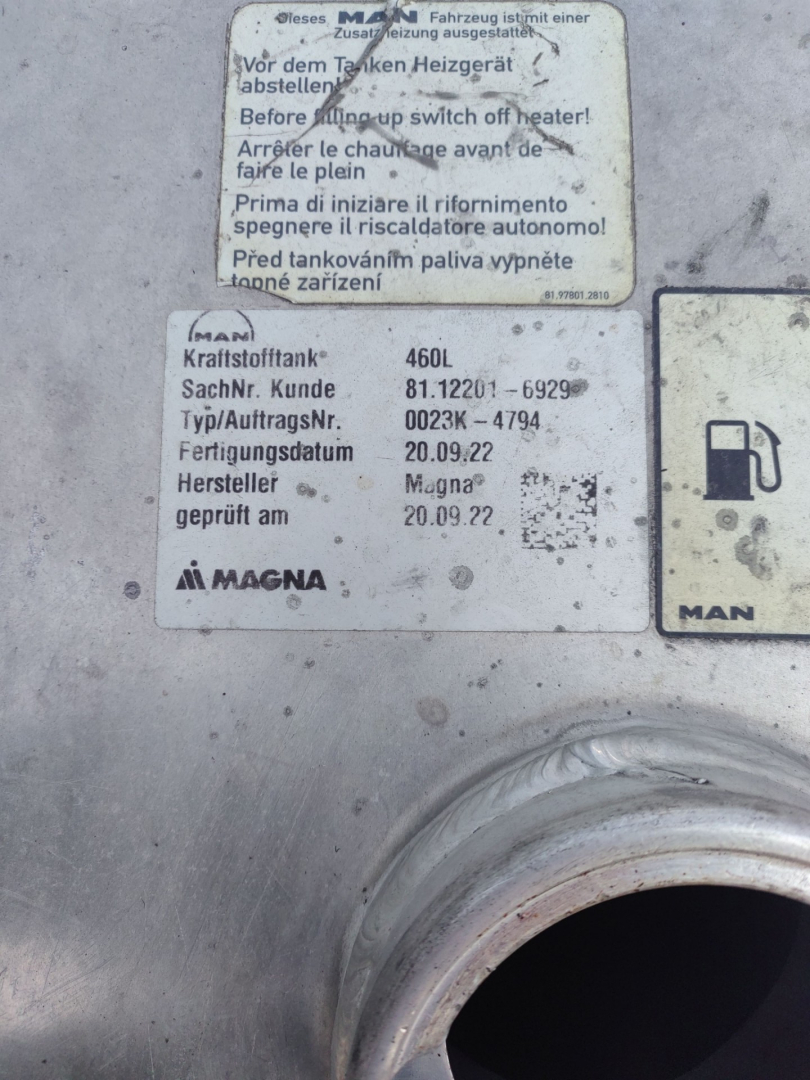 Dieses MAN Fahrzeug ist mit einer
Zusatzheizung ausgestattet
Vor dem Tanken Heizgerät
abstellen!
Before filling up switch off heater!
Arrêter le chauffage avant de
faire le plein
Prima di iniziare il rifornimento
spegnere il riscaldatore autonomo!
Před tankováním paliva vypněte
topné zařízení
81.97801.2810
MAN
Kraftstofftank 460L
SachNr. Kunde 81.12201-6929
Typ/AuftragsNr. 0023K-4794
Fertigungsdatum 20.09.22
Hersteller Magna
geprüft am 20.09.22
MAGNA
MAN